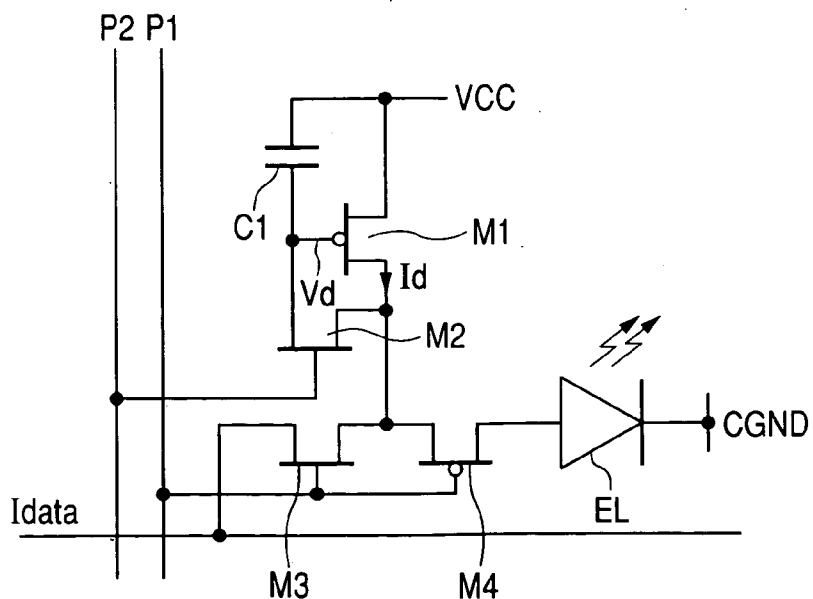 P2 P1
VCC
C1
M1
Vd
Id
M2
CGND
EL
Idata
M3
M4